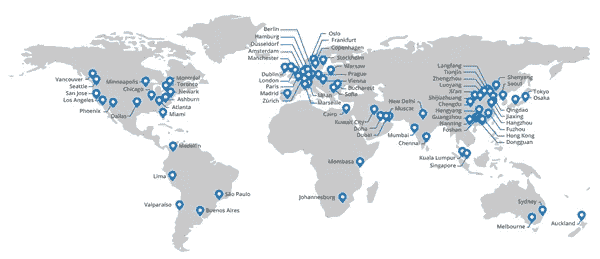 Berlin
Hamburg
Düsseldorf
Amsterdam
Manchester
Dublin
London
Paris
Madrid
Zürich
Oslo
Frankfurt
Copenhagen
Stockholm
Warsaw
Prague
Vienna
Bucharest
Sofia
Milan
Marseille
Vancouver
Seattle
San Jose
Los Angeles
Phoenix
Minneapolis
Chicago
Dallas
Montréal
Toronto
Newark
Ashburn
Atlanta
Miami
Medellín
Lima
Valparaíso
São Paulo
Buenos Aires
Cairo
Kuwait City
Doha
Dubai
Mombasa
Johannesburg
New Delhi
Mumbai
Chennai
Langfang
Tianjin
Zhengzhou
Luoyang
Xi'an
Shijiazhuang
Chengdu
Hengyang
Guangzhou
Nanning
Foshan
Shenyang
Seoul
Tokyo
Osaka
Qingdao
Jiaxing
Hangzhou
Fuzhou
Hong Kong
Dongguan
Kuala Lumpur
Singapore
Sydney
Melbourne
Auckland